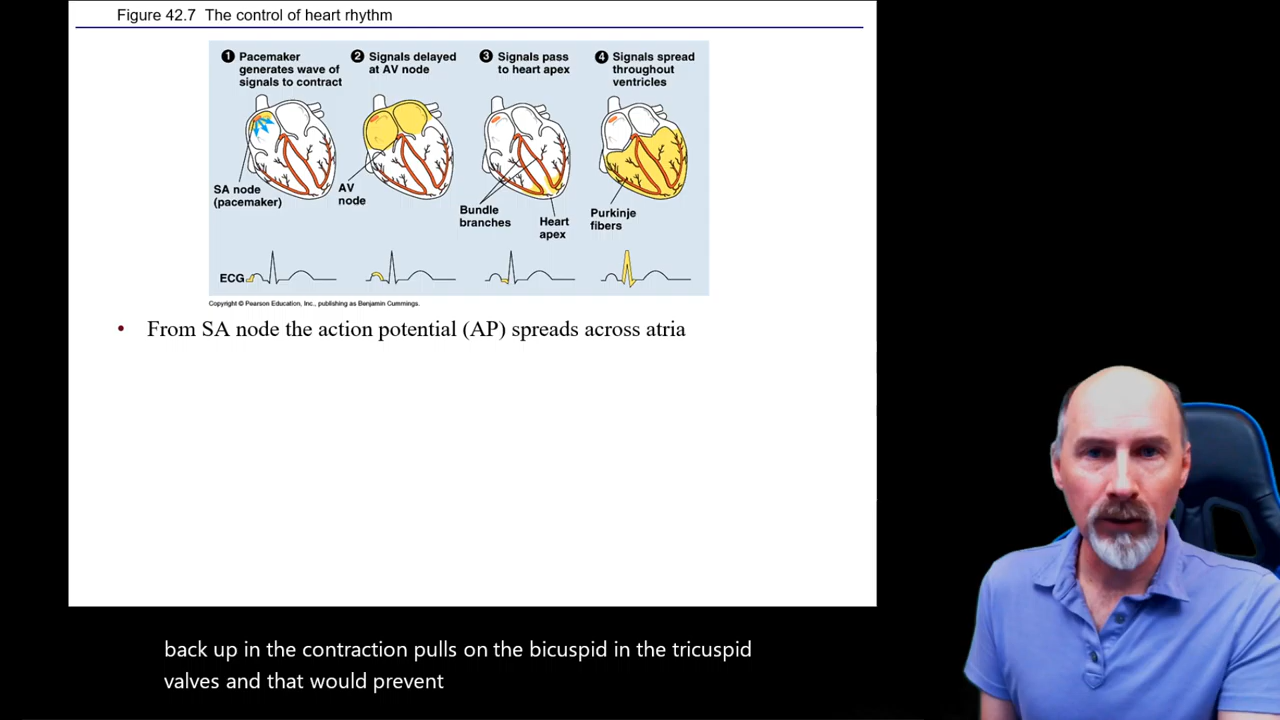 Figure 42.7 The control of heart rhythm
1 Pacemaker
generates wave of
signals to contract
2 Signals delayed
at AV node
3 Signals pass
to heart apex
4 Signals spread
throughout
ventricles
SA node
(pacemaker)
AV
node
Bundle
branches
Heart
apex
Purkinje
fibers
ECG
Copyright © Pearson Education, Inc., publishing as Benjamin Cummings.
• From SA node the action potential (AP) spreads across atria
back up in the contraction pulls on the bicuspid in the tricuspid
valves and that would prevent